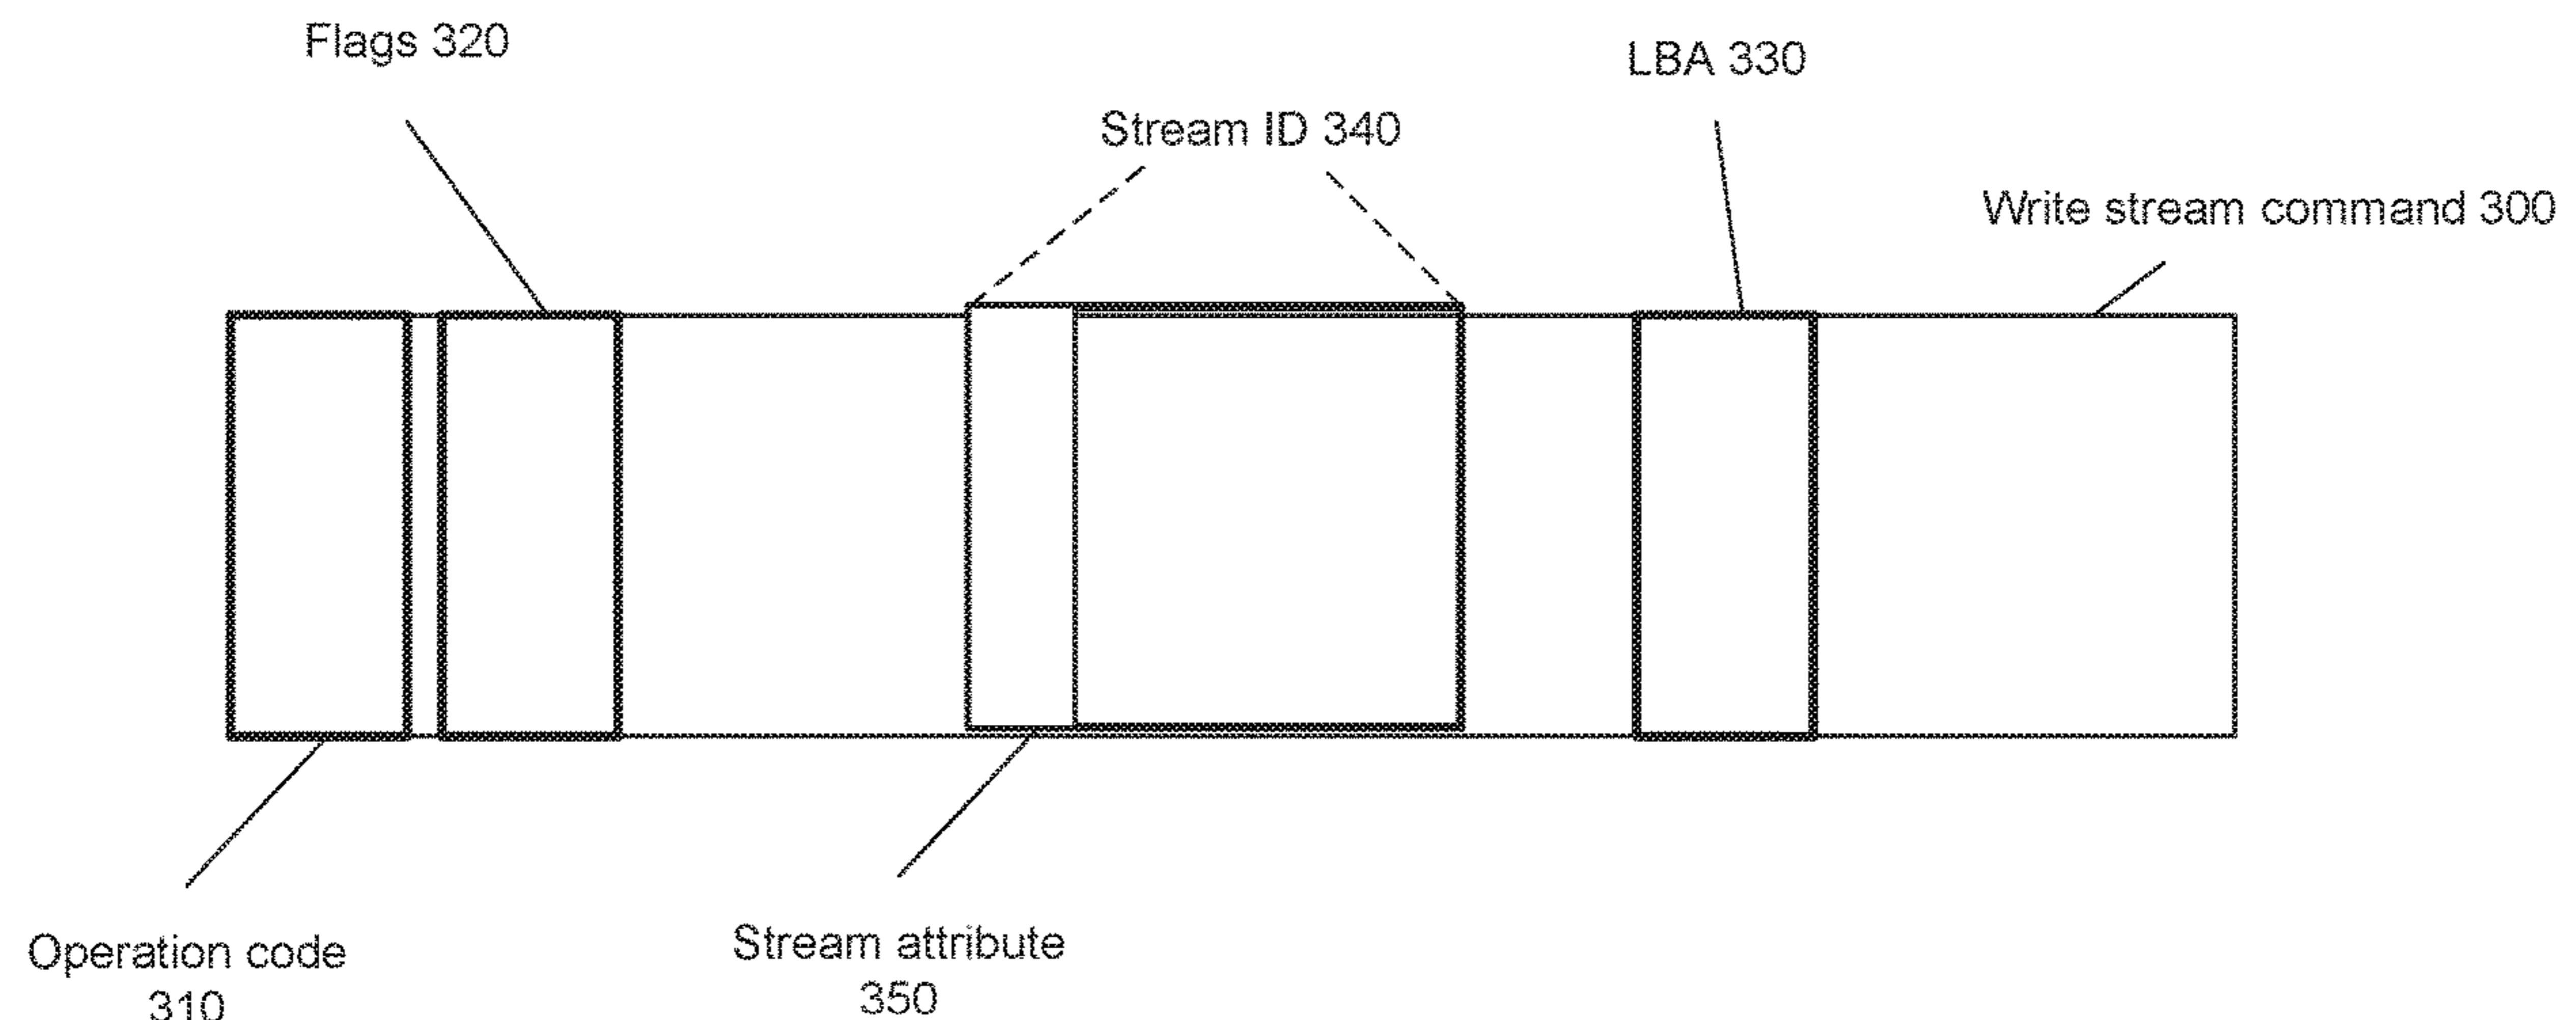 Flags 320
LBA 330
Stream ID 340
Write stream command 300
Operation code
310
Stream attribute
350